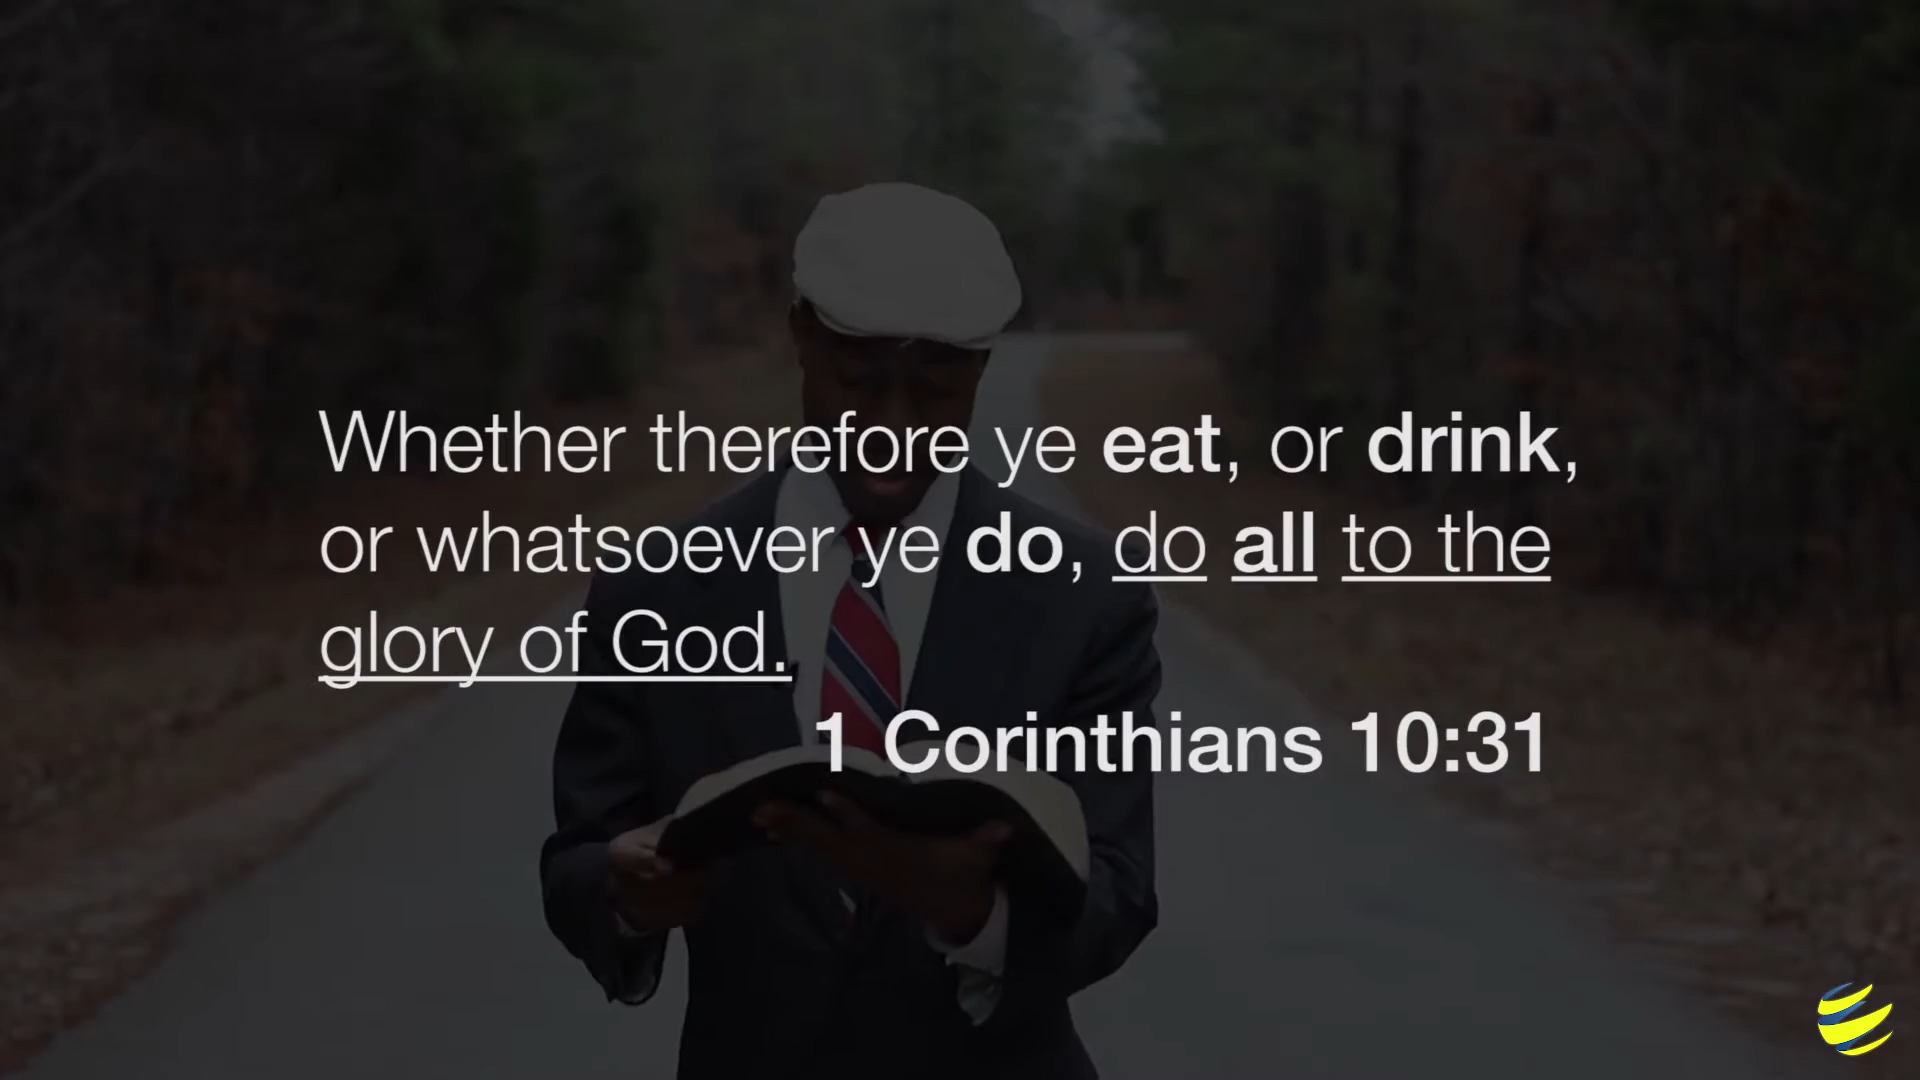 Whether therefore ye eat, or drink,
or whatsoever ye do, do all to the
glory of God.
1 Corinthians 10:31